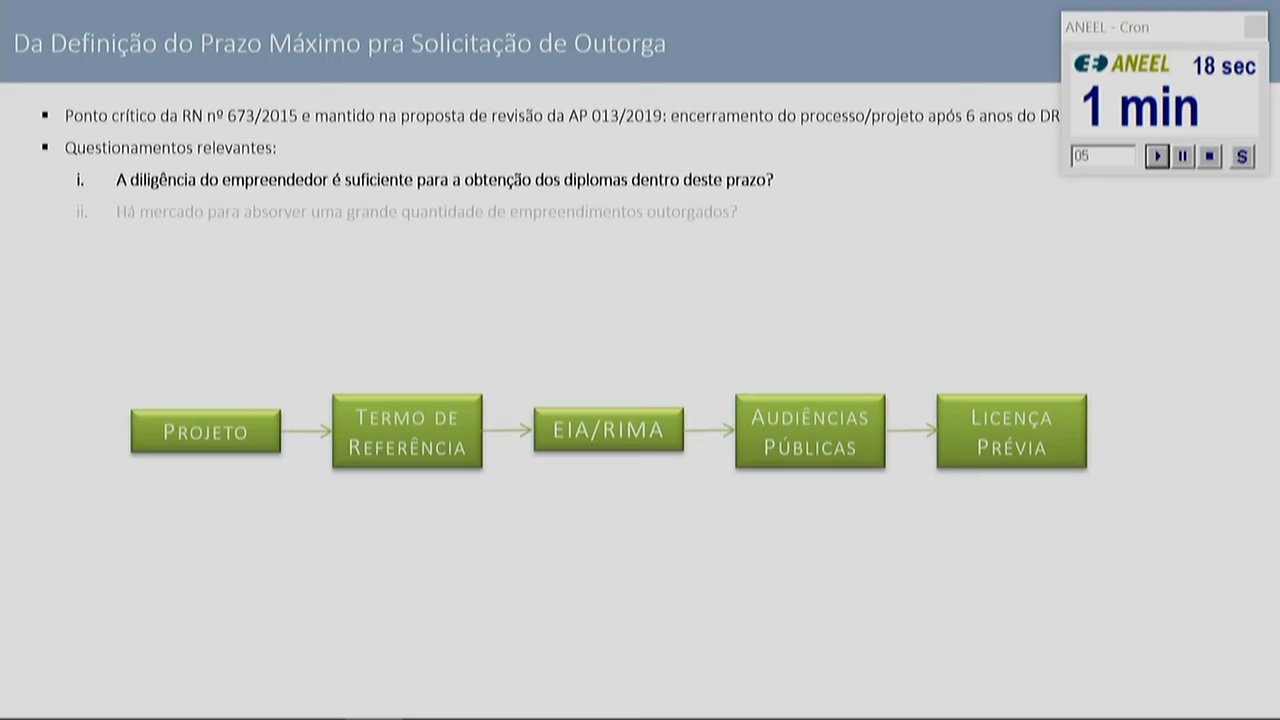 Da Definição do Prazo Máximo pra Solicitação de Outorga
ANEEL - Cron
ANEEL 18 sec
1 min
05
S
▪ Ponto crítico da RN nº 673/2015 e mantido na proposta de revisão da AP 013/2019: encerramento do processo/projeto após 6 anos do DR
▪ Questionamentos relevantes:
i. A diligência do empreendedor é suficiente para a obtenção dos diplomas dentro deste prazo?
ii. Há mercado para absorver uma grande quantidade de empreendimentos outorgados?
PROJETO
TERMO DE
REFERÊNCIA
EIA/RIMA
AUDIÊNCIAS
PÚBLICAS
LICENÇA
PRÉVIA